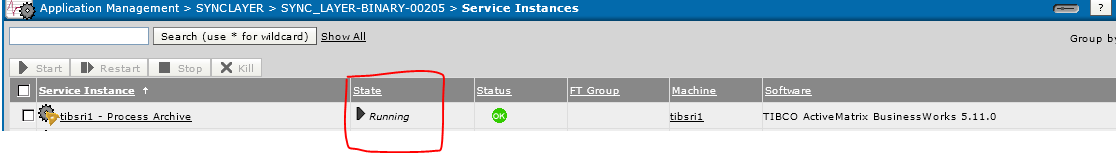 Application Management > SYNCLAYER > SYNC_LAYER-BINARY-00205 > Service Instances ?
Search (use * for wildcard) Show All Group by
Start Restart Stop Kill
Service Instance State Status FT Group Machine Software
tibsri1 - Process Archive Running OK tibsri1 TIBCO ActiveMatrix BusinessWorks 5.11.0